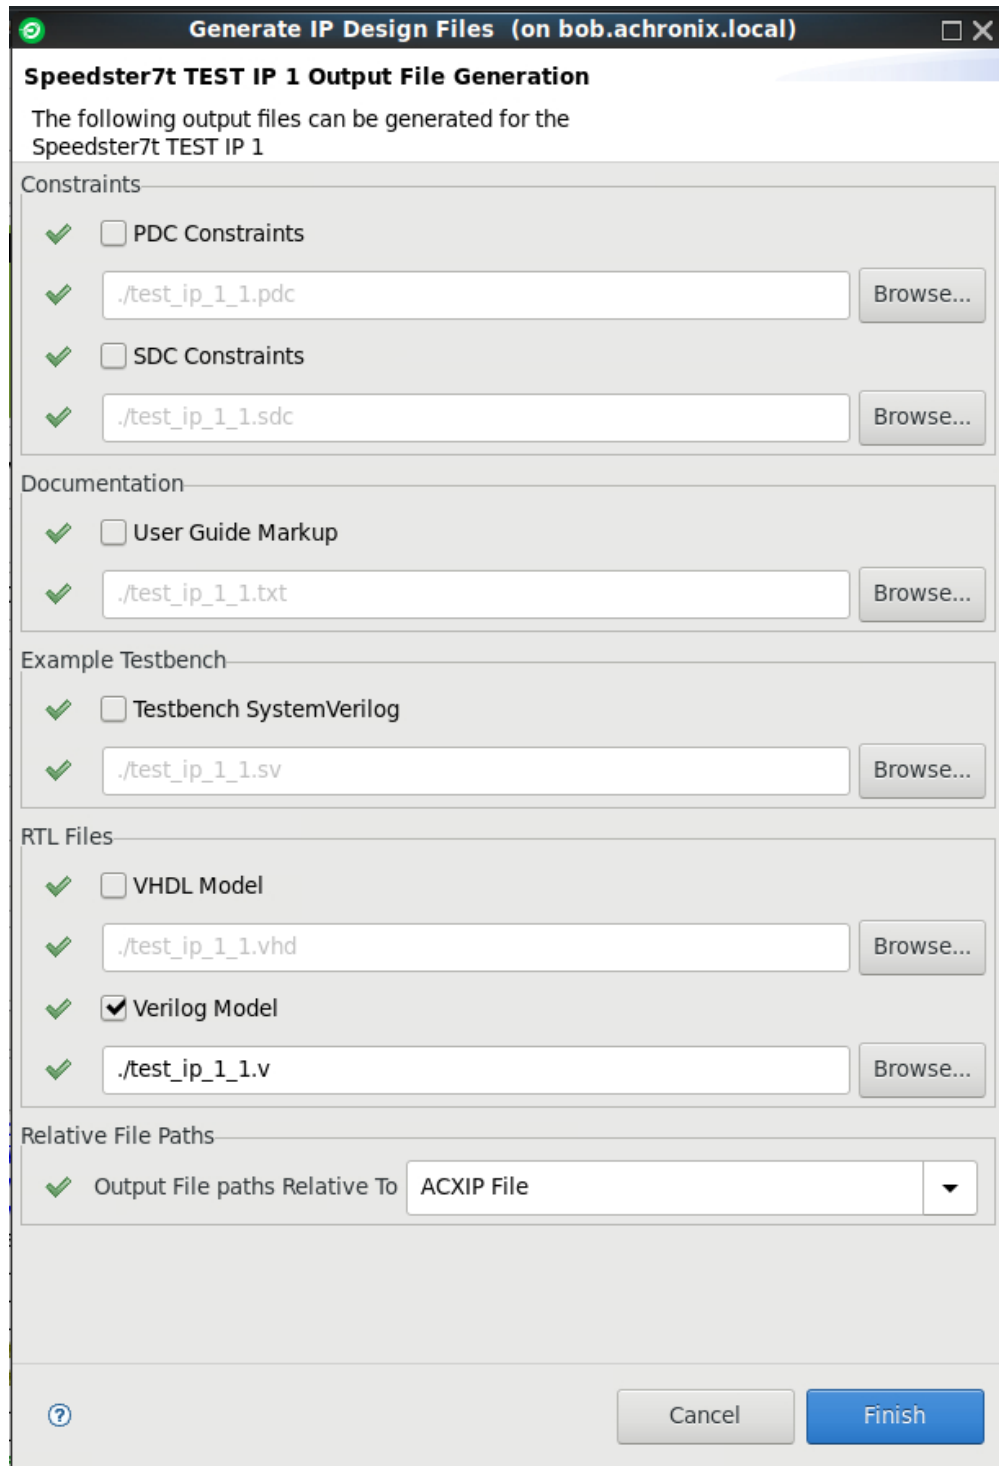 Generate IP Design Files (on bob.achronix.local)
Speedster7t TEST IP 1 Output File Generation
The following output files can be generated for the
Speedster7t TEST IP 1
Constraints
PDC Constraints
./test_ip_1_1.pdc Browse...
SDC Constraints
./test_ip_1_1.sdc Browse...
Documentation
User Guide Markup
./test_ip_1_1.txt Browse...
Example Testbench
Testbench SystemVerilog
./test_ip_1_1.sv Browse...
RTL Files
VHDL Model
./test_ip_1_1.vhd Browse...
Verilog Model
./test_ip_1_1.v Browse...
Relative File Paths
Output File paths Relative To ACXIP File
? Cancel Finish